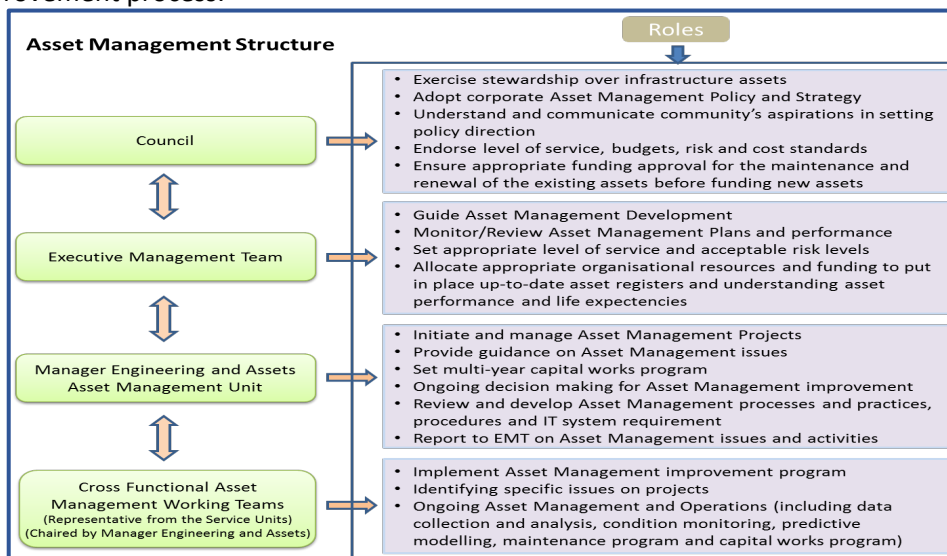 rovement process.
Asset Management Structure
Roles
Council
• Exercise stewardship over infrastructure assets
• Adopt corporate Asset Management Policy and Strategy
• Understand and communicate community's aspirations in setting
policy direction
• Endorse level of service, budgets, risk and cost standards
• Ensure appropriate funding approval for the maintenance and
renewal of the existing assets before funding new assets
Executive Management Team
• Guide Asset Management Development
• Monitor/Review Asset Management Plans and performance
• Set appropriate level of service and acceptable risk levels
• Allocate appropriate organisational resources and funding to put
in place up-to-date asset registers and understanding asset
performance and life expectencies
Manager Engineering and Assets
Asset Management Unit
• Initiate and manage Asset Management Projects
• Provide guidance on Asset Management issues
• Set multi-year capital works program
• Ongoing decision making for Asset Management improvement
• Review and develop Asset Management processes and practices,
procedures and IT system requirement
• Report to EMT on Asset Management issues and activities
Cross Functional Asset
Management Working Teams
(Representative from the Service Units)
(Chaired by Manager Engineering and Assets)
• Implement Asset Management improvement program
• Identifying specific issues on projects
• Ongoing Asset Management and Operations (including data
collection and analysis, condition monitoring, predictive
modelling, maintenance program and capital works program)